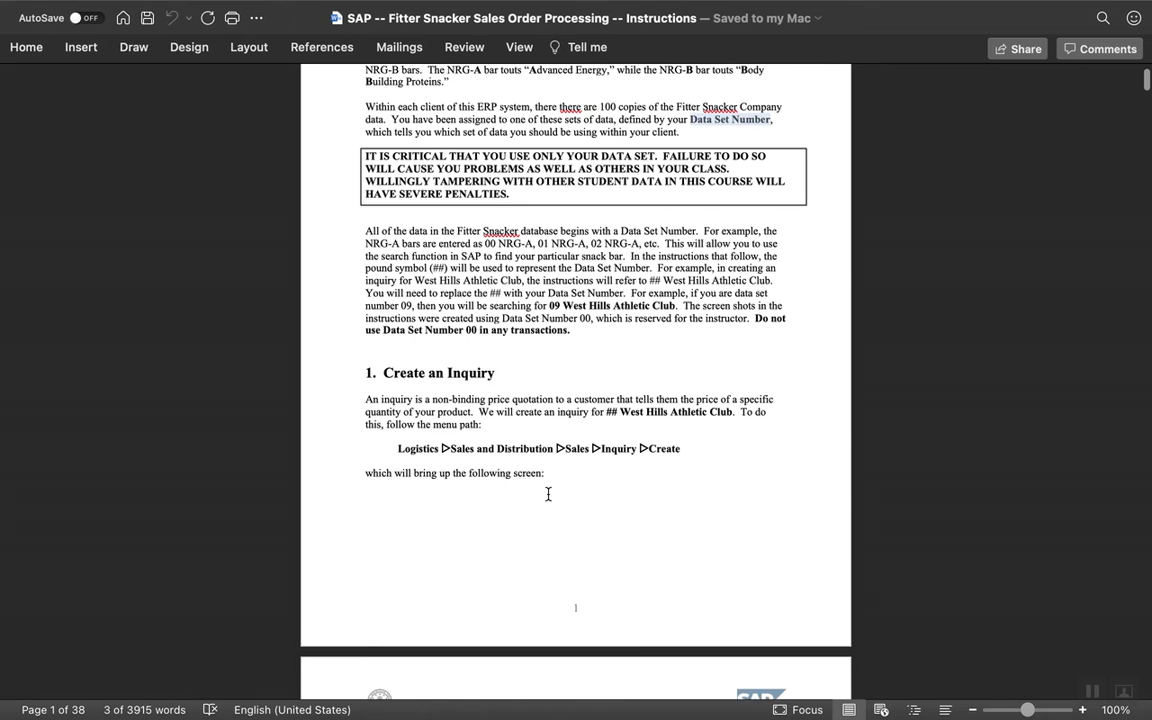 AutoSave OFF SAP -- Fitter Snacker Sales Order Processing -- Instructions — Saved to my Mac
Home Insert Draw Design Layout References Mailings Review View Tell me Share Comments
NRG-B bars. The NRG-A bar touts “Advanced Energy,” while the NRG-B bar touts “Body
Building Proteins.”
Within each client of this ERP system, there there are 100 copies of the Fitter Snacker Company
data. You have been assigned to one of these sets of data, defined by your Data Set Number,
which tells you which set of data you should be using within your client.
IT IS CRITICAL THAT YOU USE ONLY YOUR DATA SET. FAILURE TO DO SO
WILL CAUSE YOU PROBLEMS AS WELL AS OTHERS IN YOUR CLASS.
WILLINGLY TAMPERING WITH OTHER STUDENT DATA IN THIS COURSE WILL
HAVE SEVERE PENALTIES.
All of the data in the Fitter Snacker database begins with a Data Set Number. For example, the
NRG-A bars are entered as 00 NRG-A, 01 NRG-A, 02 NRG-A, etc. This will allow you to use
the search function in SAP to find your particular snack bar. In the instructions that follow, the
pound symbol (##) will be used to represent the Data Set Number. For example, in creating an
inquiry for West Hills Athletic Club, the instructions will refer to ## West Hills Athletic Club.
You will need to replace the ## with your Data Set Number. For example, if you are data set
number 09, then you will be searching for 09 West Hills Athletic Club. The screen shots in the
instructions were created using Data Set Number 00, which is reserved for the instructor. Do not
use Data Set Number 00 in any transactions.
1. Create an Inquiry
An inquiry is a non-binding price quotation to a customer that tells them the price of a specific
quantity of your product. We will create an inquiry for ## West Hills Athletic Club. To do
this, follow the menu path:
Logistics ▷Sales and Distribution ▷Sales ▷Inquiry ▷Create
which will bring up the following screen:
1
SAP
Page 1 of 38 3 of 3915 words English (United States) Focus 100%